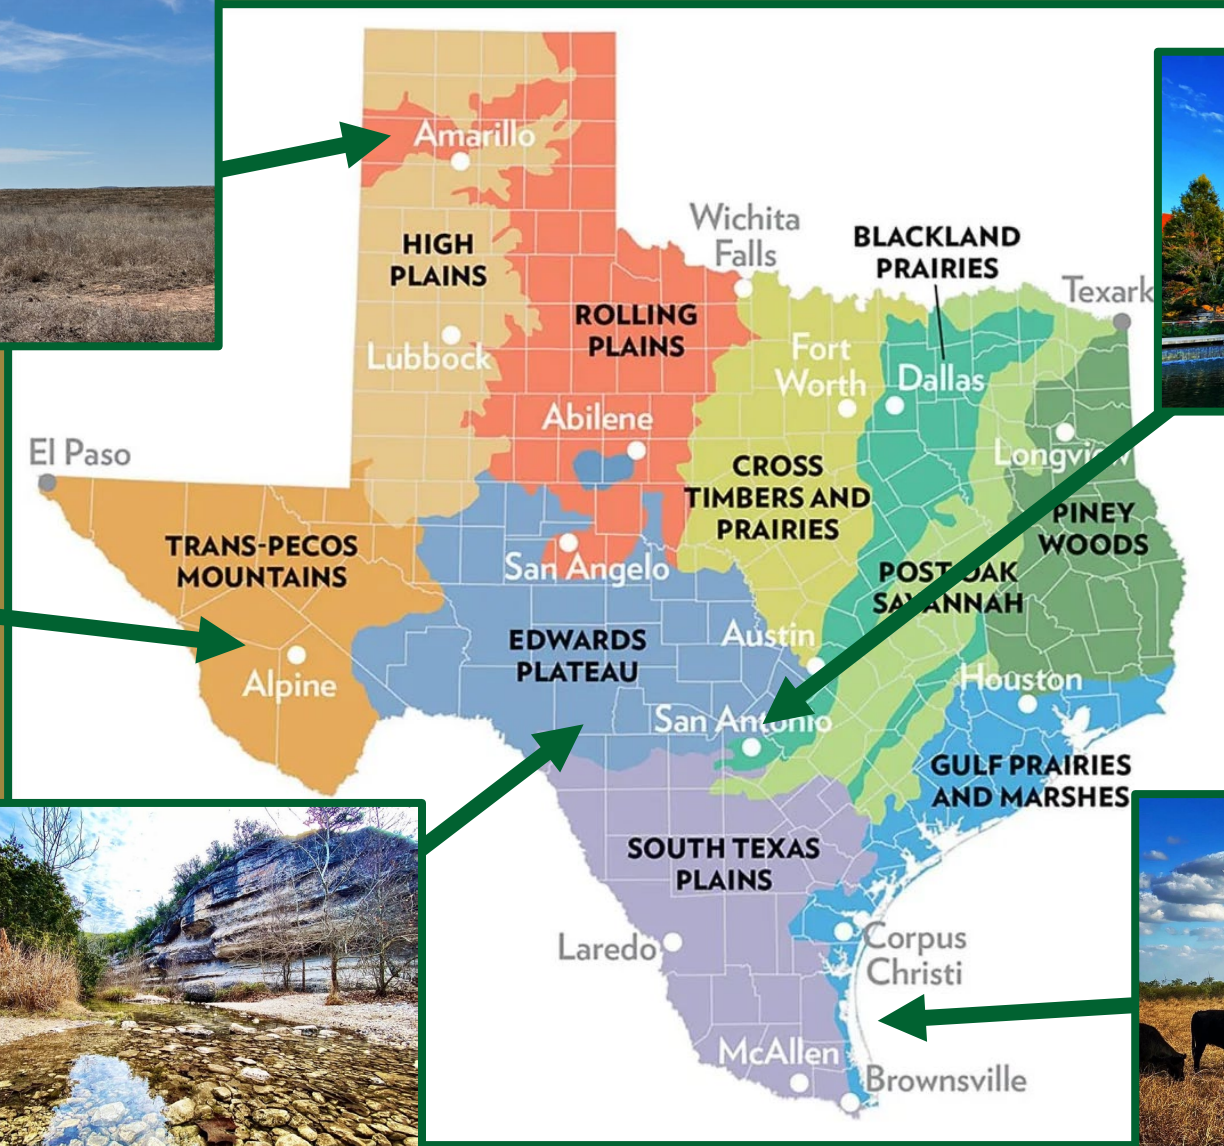 Amarillo
HIGH
PLAINS
Wichita
Falls
BLACKLAND
PRAIRIES
Texark
ROLLING
PLAINS
Lubbock
Fort
Worth
Dallas
Abilene
El Paso
Longview
CROSS
TIMBERS AND
PRAIRIES
PINEY
WOODS
TRANS-PECOS
MOUNTAINS
San Angelo
POST OAK
SAVANNAH
EDWARDS
PLATEAU
Austin
Alpine
Houston
San Antonio
GULF PRAIRIES
AND MARSHES
SOUTH TEXAS
PLAINS
Laredo
Corpus
Christi
McAllen
Brownsville